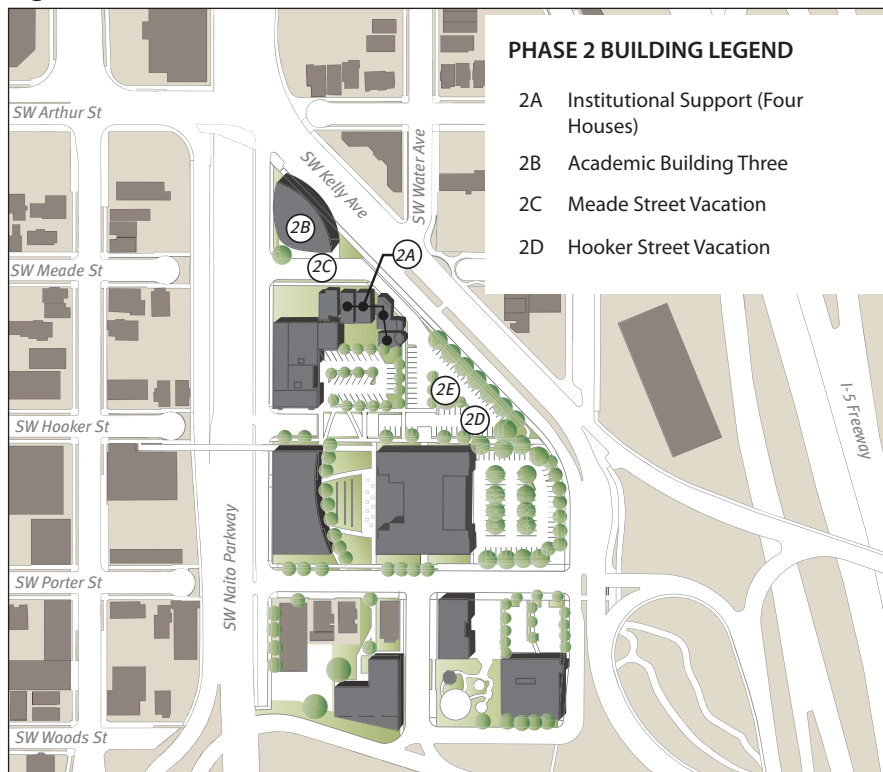 PHASE 2 BUILDING LEGEND
2A Institutional Support (Four
Houses)
2B Academic Building Three
2C Meade Street Vacation
2D Hooker Street Vacation
SW Arthur St
SW Kelly Ave
SW Water Ave
2B
2A
2C
SW Meade St
2E
2D
I-5 Freeway
SW Hooker St
SW Naito Parkway
SW Porter St
SW Woods St